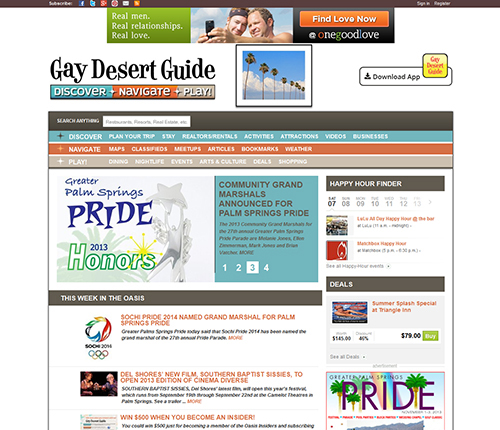 Subscribe:
Sign in Register
Real men.
Real relationships.
Real love.
Find Love Now
@ onegoodlove
Gay Desert Guide
DISCOVER + NAVIGATE + PLAY!
Download App
Gay Desert Guide
SEARCH ANYTHING Restaurants, Resorts, Real Estate, etc.
DISCOVER PLAN YOUR TRIP STAY REALTORS/RENTALS ACTIVITIES ATTRACTIONS VIDEOS BUSINESSES
NAVIGATE MAPS CLASSIFIEDS MEETUPS ARTICLES BOOKMARKS WEATHER
PLAY! DINING NIGHTLIFE EVENTS ARTS & CULTURE DEALS SHOPPING
Greater
Palm Springs
PRIDE
2013
Honors
COMMUNITY GRAND
MARSHALS
ANNOUNCED FOR
PALM SPRINGS PRIDE
The 2013 Community Grand Marshals for
the 27th annual Greater Palm Springs
Pride Parade are Melanie Jones, Ellen
Zimmerman, Mark Jones and Brian
Vatcher. MORE
1 2 3 4
HAPPY HOUR FINDER
SAT SUN MON TUE WED THU FRI
07 08 09 10 11 12 13
LuLu All Day Happy Hour @ the bar
at LuLu (11 a.m. - midnight)
Matchbox Happy Hour
at Matchbox (5 p.m. - 6:30 p.m.)
See all Happy-Hour events
DEALS
Summer Splash Special
at Triangle Inn
Worth Discount
$145.00 46%
$79.00 Buy
See all Deals
advertisement
THIS WEEK IN THE OASIS
SOCHI PRIDE 2014 NAMED GRAND MARSHAL FOR PALM
SPRINGS PRIDE
Greater Palm Springs Pride today said that Sochi Pride 2014 has been named the
grand marshal of the 27th annual Pride Parade. MORE
SOCHI 2014
DEL SHORES' NEW FILM, SOUTHERN BAPTIST SISSIES, TO
OPEN 2013 EDITION OF CINEMA DIVERSE
SOUTHERN BAPTIST SISSIES, Del Shores' latest film, will open this year's festival,
which runs from September 19th through September 22nd at the Camelot Theatres in
Palm Springs. See a trailer ... MORE
WIN $500 WHEN YOU BECOME AN INSIDER!
You could win $500 just for becoming a member of the Oasis Insiders and subscribing
GREATER PALM SPRINGS
PRIDE